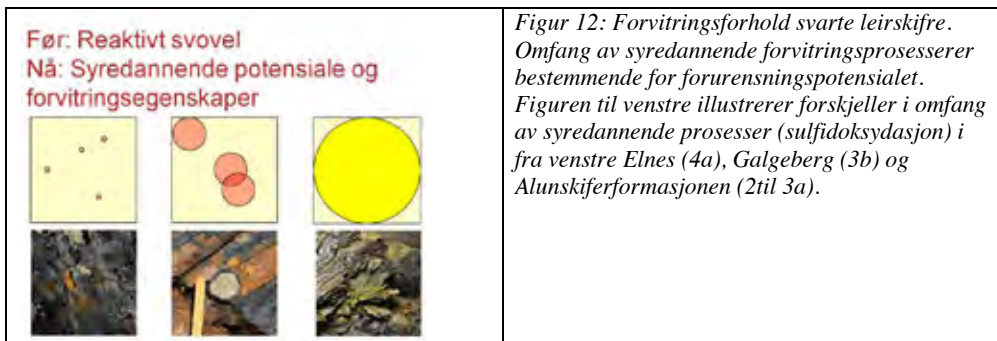 Før: Reaktivt svovel
Nå: Syredannende potensiale og
forvitringsegenskaper
Figur 12: Forvitringsforhold svarte leirskifre.
Omfang av syredannende forvitringsprosesserer
bestemmende for forurensningspotensialet.
Figuren til venstre illustrerer forskjeller i omfang
av syredannende prosesser (sulfidoksydasjon) i
fra venstre Elnes (4a), Galgeberg (3b) og
Alunskiferformasjonen (2til 3a).